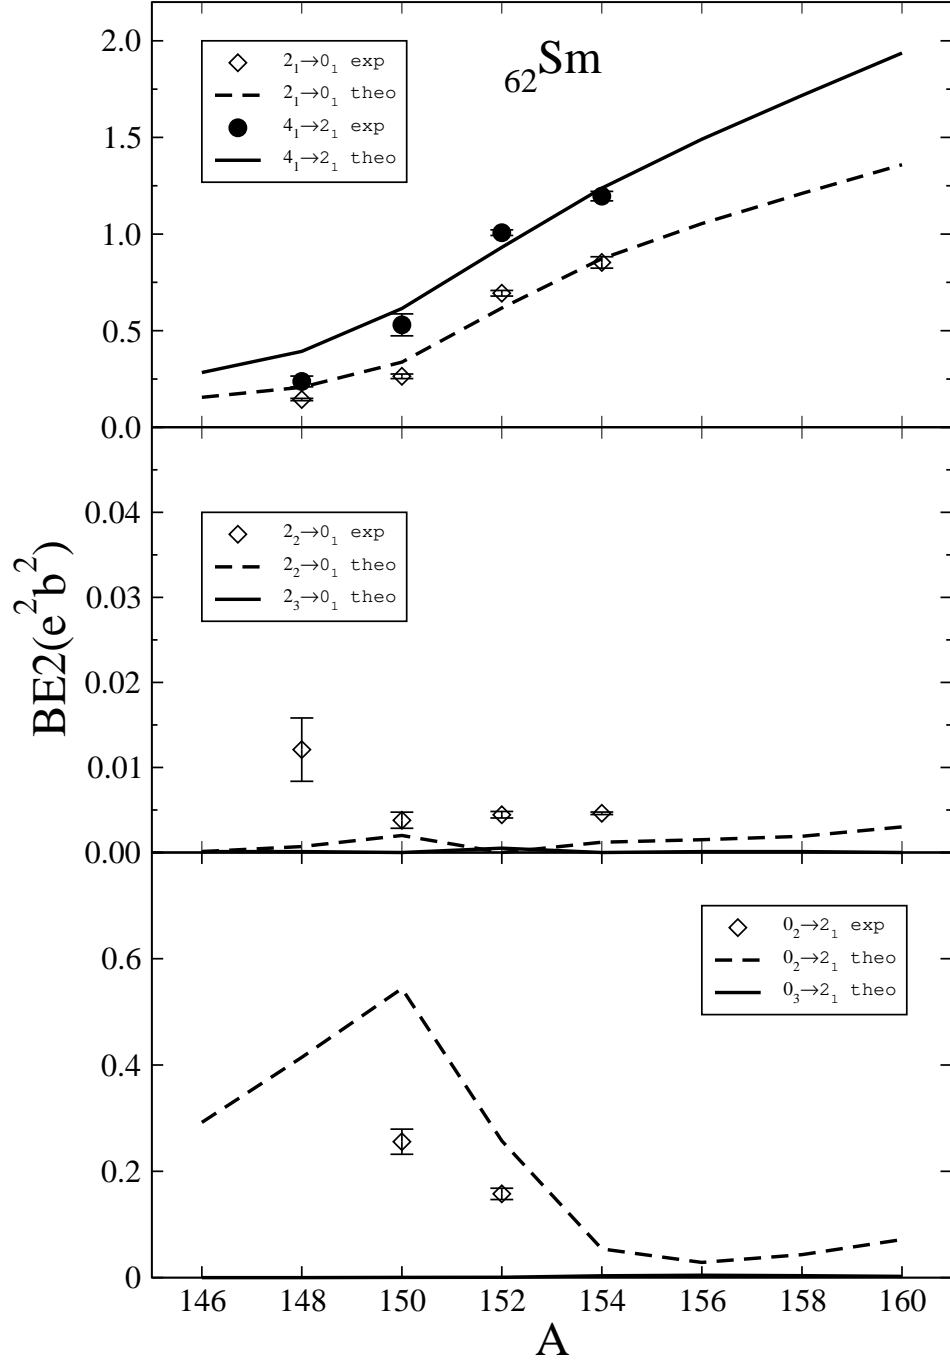 2.0
1.5
1.0
0.5
0.0
₆₂Sm
2₁→0₁ exp
2₁→0₁ theo
4₁→2₁ exp
4₁→2₁ theo
BE2(e²b²)
0.04
0.03
0.02
0.01
0.00
2₂→0₁ exp
2₂→0₁ theo
2₃→0₁ theo
0.6
0.4
0.2
0
0₂→2₁ exp
0₂→2₁ theo
0₃→2₁ theo
146 148 150 152 154 156 158 160
A